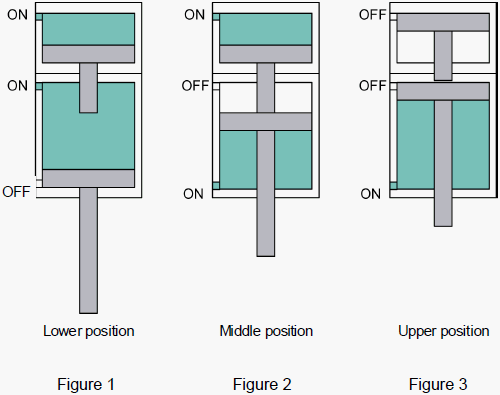 ON
ON
OFF
Lower position
Figure 1
ON
OFF
ON
Middle position
Figure 2
OFF
OFF
ON
Upper position
Figure 3